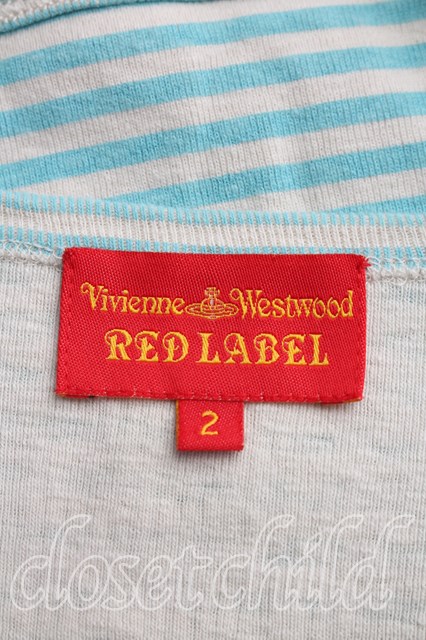 Vivienne Westwood
RED LABEL
2
closetchild